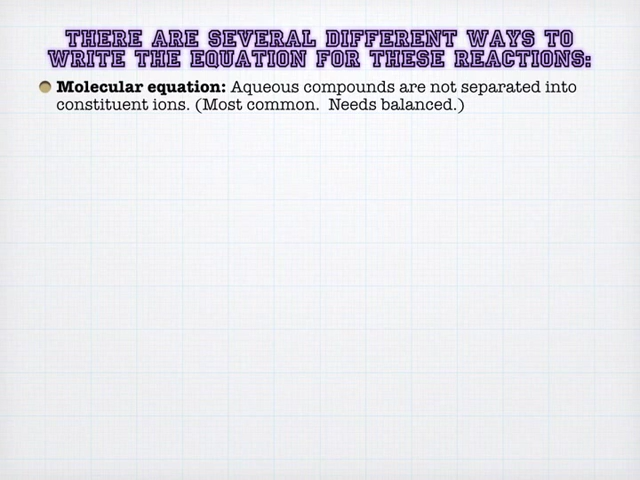 THERE ARE SEVERAL DIFFERENT WAYS TO
WRITE THE EQUATION FOR THESE REACTIONS:
Molecular equation: Aqueous compounds are not separated into
constituent ions. (Most common.  Needs balanced.)